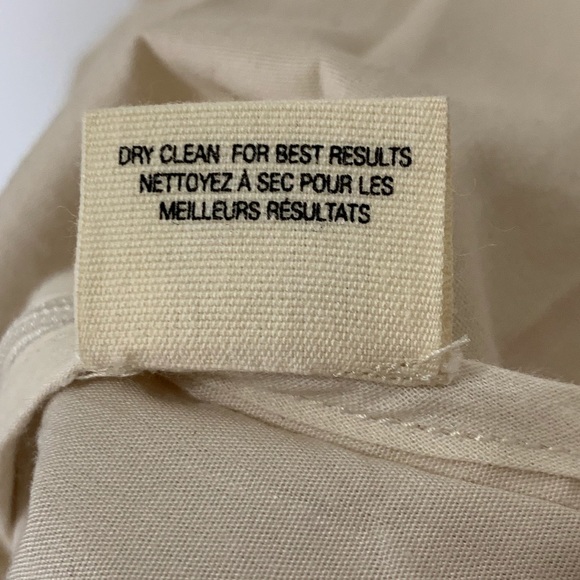 DRY CLEAN FOR BEST RESULTS
NETTOYEZ À SEC POUR LES
MEILLEURS RÉSULTATS